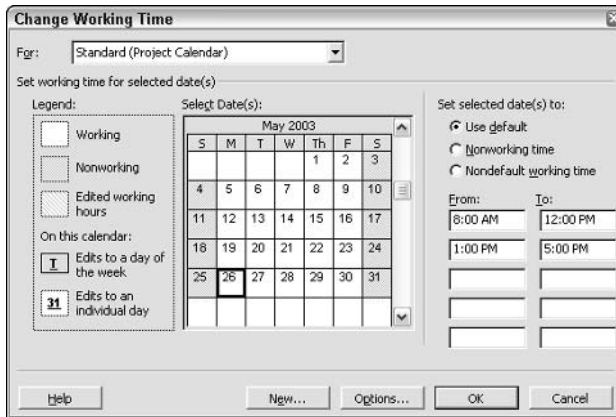 Change Working Time
For: Standard (Project Calendar)
Set working time for selected date(s)
Legend:
Working
Nonworking
Edited working
hours
On this calendar:
T Edits to a day of
the week
31 Edits to an
individual day
Select Date(s):
May 2003
S M T W Th F S
1 2 3
4 5 6 7 8 9 10
11 12 13 14 15 16 17
18 19 20 21 22 23 24
25 26 27 28 29 30 31
Set selected date(s) to:
Use default
Nonworking time
Nondefault working time
From: To:
8:00 AM 12:00 PM
1:00 PM 5:00 PM
Help New... Options... OK Cancel